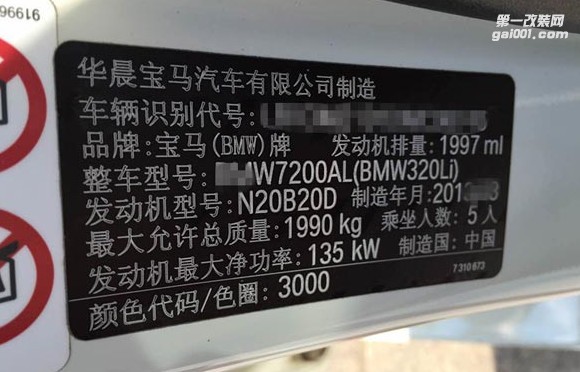 第一改装网
gai001.com
华晨宝马汽车有限公司制造
车辆识别代号:
品牌: 宝马(BMW)牌 发动机排量: 1997 ml
整车型号: MW7200AL(BMW320Li)
发动机型号: N20B20D 制造年月: 201
最大允许总质量: 1990 kg 乘坐人数: 5人
发动机最大净功率: 135 kW 制造国: 中国
颜色代码/色圈: 3000
7 310 673